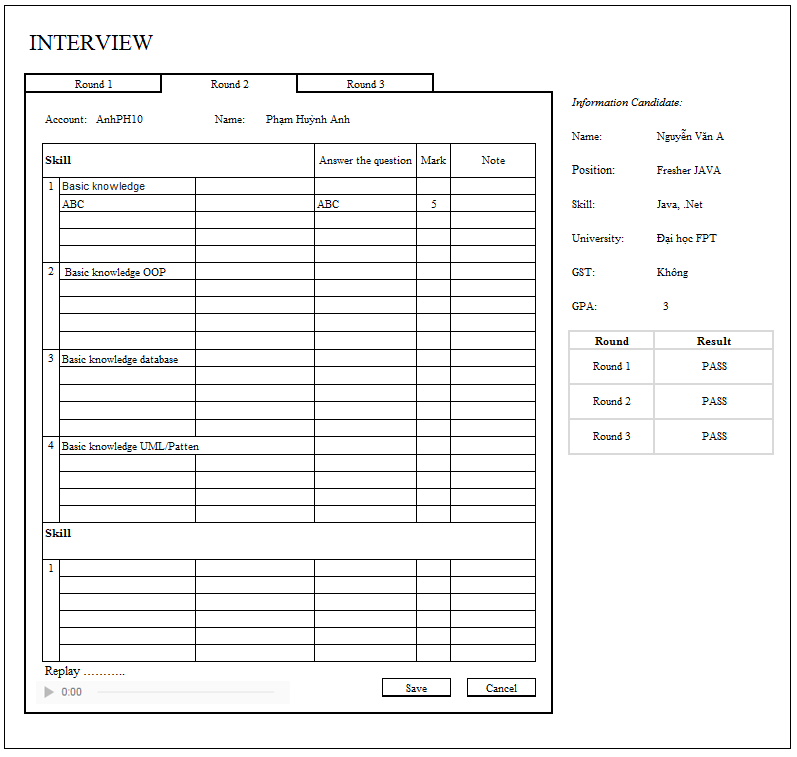 INTERVIEW
Round 1 Round 2 Round 3
Account: AnhPH10 Name: Phạm Huỳnh Anh
Skill Answer the question Mark Note
1 Basic knowledge
ABC ABC 5
2 Basic knowledge OOP
3 Basic knowledge database
4 Basic knowledge UML/Patten
Skill
1
Replay ………..
0:00
Save Cancel
Information Candidate:
Name: Nguyễn Văn A
Position: Fresher JAVA
Skill: Java, .Net
University: Đại học FPT
GST: Không
GPA: 3
Round Result
Round 1 PASS
Round 2 PASS
Round 3 PASS